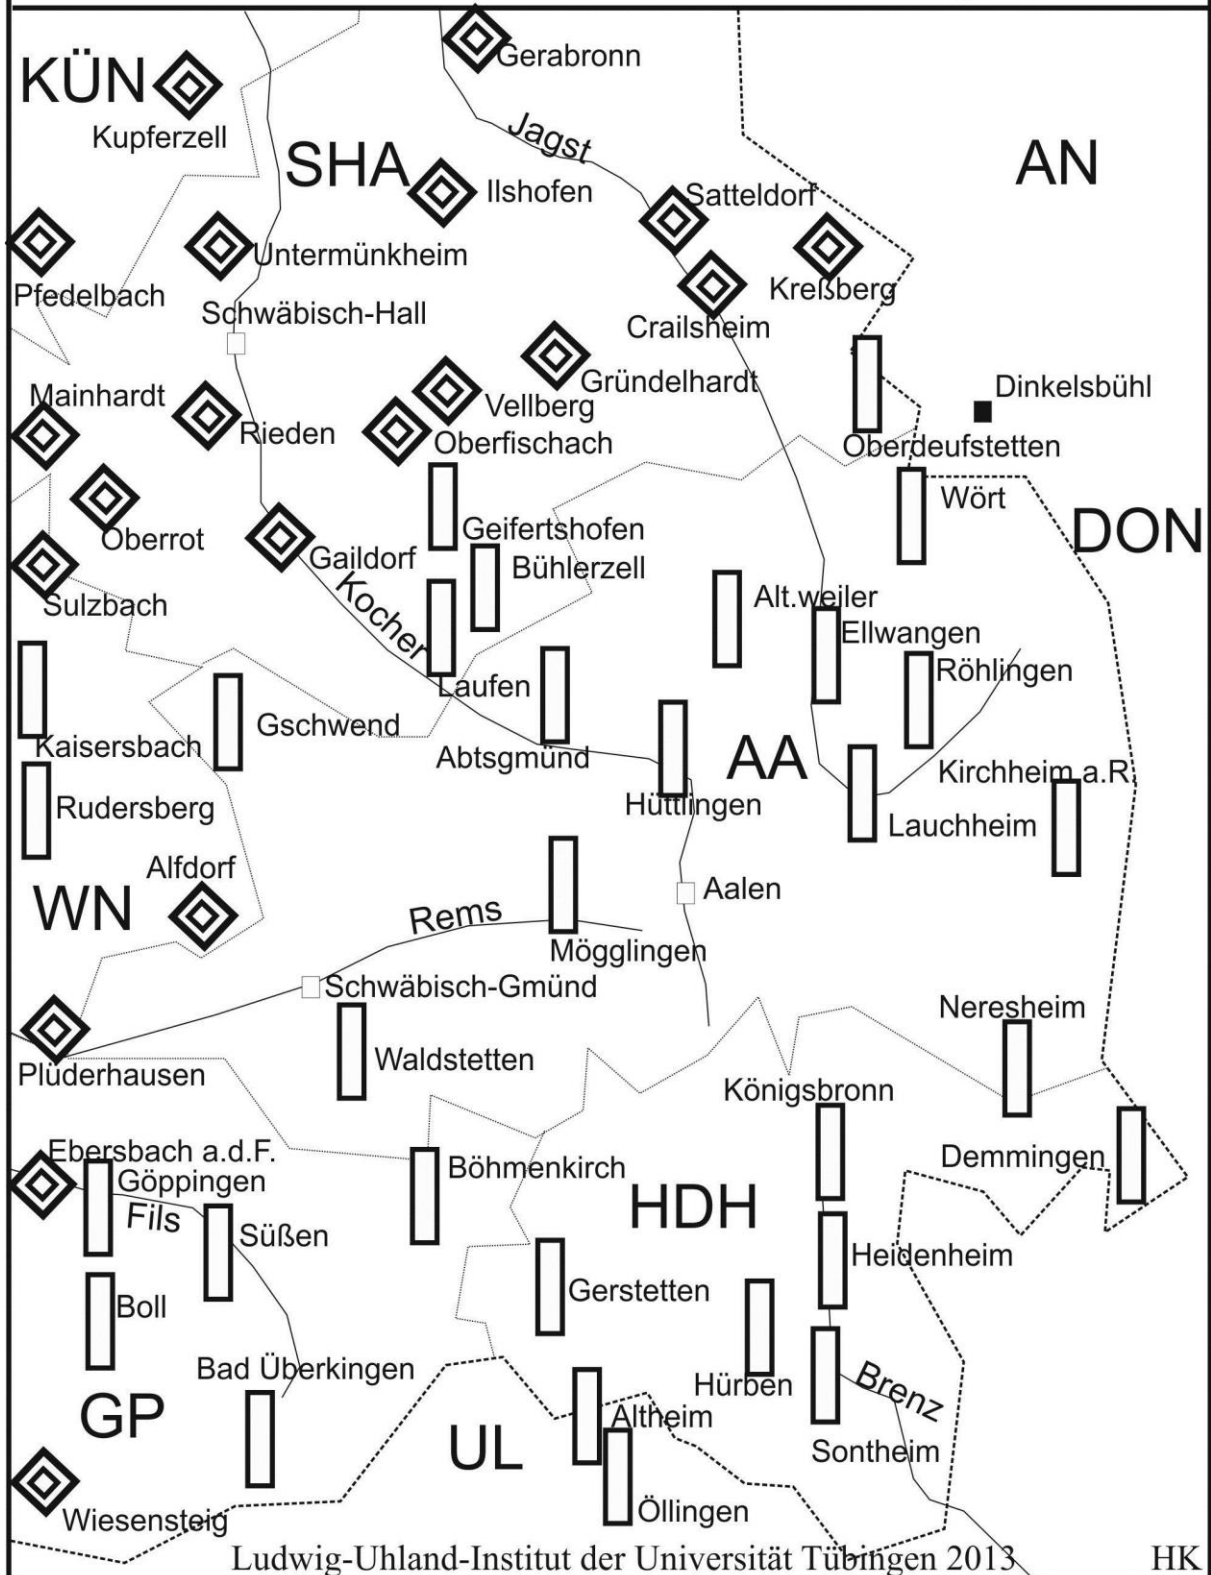 Gerabronn
KÜN
Kupferzell
Jagst
SHA
AN
Ilshofen
Satteldorf
Untermünkheim
Pfedelbach
Kreßberg
Schwäbisch-Hall
Crailsheim
Gründelhardt
Dinkelsbühl
Mainhardt
Vellberg
Rieden
Oberfischach
Oberdeufstetten
Wört
Geifertshofen
DON
Oberrot
Gaildorf
Bühlerzell
Sulzbach
Kocher
Alt.weiler
Ellwangen
Röhlingen
Laufen
Gschwend
Kaisersbach
Abtsgmünd
AA
Kirchheim a.R.
Rudersberg
Hüttlingen
Lauchheim
Alfdorf
WN
Aalen
Rems
Mögglingen
Schwäbisch-Gmünd
Neresheim
Waldstetten
Plüderhausen
Königsbronn
Ebersbach a.d.F.
Demmingen
Göppingen
Böhmenkirch
Fils
HDH
Süßen
Heidenheim
Gerstetten
Boll
Bad Überkingen
Hürben
Brenz
GP
Altheim
UL
Sontheim
Öllingen
Wiesensteig
Ludwig-Uhland-Institut der Universität Tübingen 2013
HK